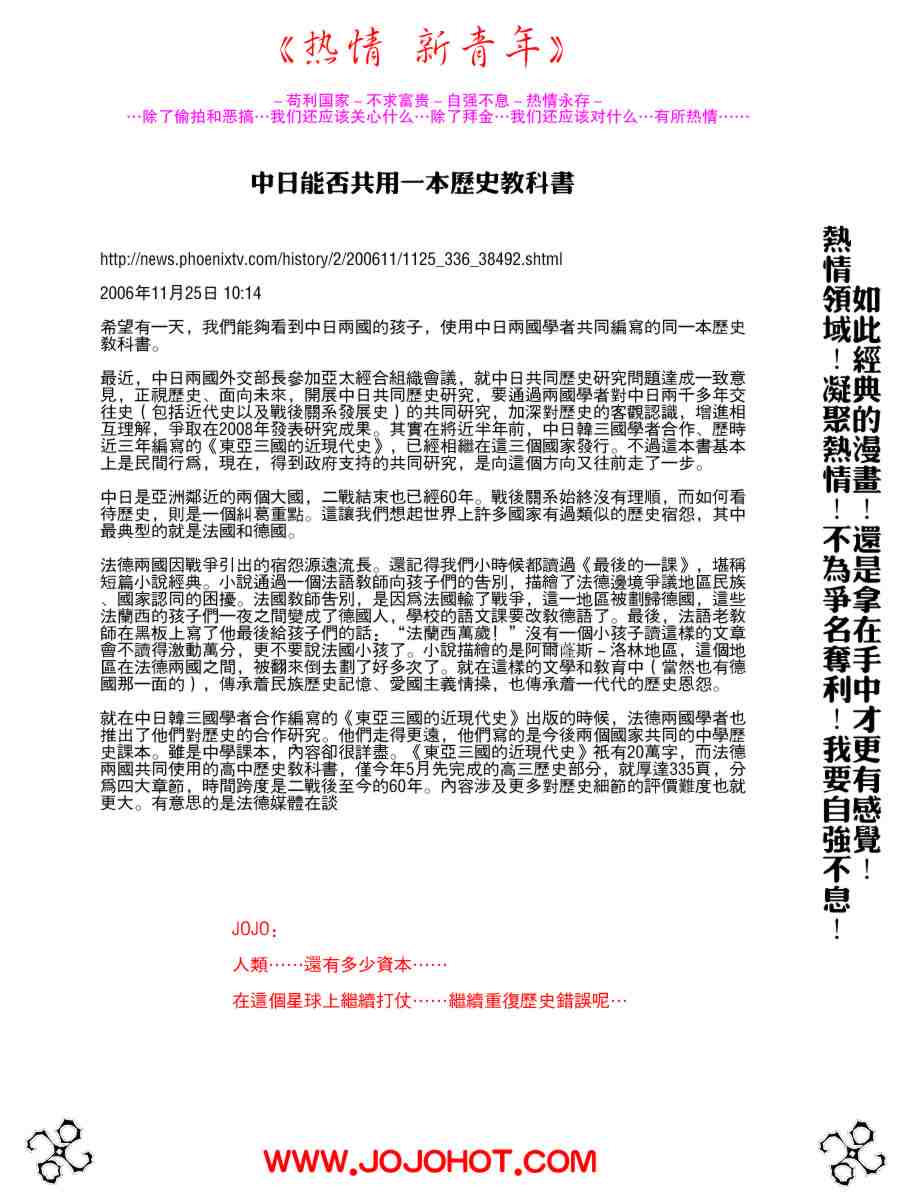 《热情 新青年》
－苟利国家－不求富贵－自强不息－热情永存－
…除了偷拍和恶搞…我们还应该关心什么…除了拜金…我们还应该对什么…有所热情……
中日能否共用一本歷史教科書
http://news.phoenixtv.com/history/2/200611/1125_336_38492.shtml
2006年11月25日 10:14
希望有一天，我們能夠看到中日兩國的孩子，使用中日兩國學者共同編寫的同一本歷史
教科書。
最近，中日兩國外交部長參加亞太經合組織會議，就中日共同歷史研究問題達成一致意
見，正視歷史、面向未來，開展中日共同歷史研究，要通過兩國學者對中日兩千多年交
往史（包括近代史以及戰後關系發展史）的共同研究，加深對歷史的客觀認識，增進相
互理解，爭取在2008年發表研究成果。其實在將近半年前，中日韓三國學者合作、歷時
近三年編寫的《東亞三國的近現代史》，已經相繼在這三個國家發行。不過這本書基本
上是民間行爲，現在，得到政府支持的共同研究，是向這個方向又往前走了一步。
中日是亞洲鄰近的兩個大國，二戰結束也已經60年。戰後關系始終沒有理順，而如何看
待歷史，則是一個糾葛重點。這讓我們想起世界上許多國家有過類似的歷史宿怨，其中
最典型的就是法國和德國。
法德兩國因戰爭引出的宿怨源遠流長。還記得我們小時候都讀過《最後的一課》，堪稱
短篇小說經典。小說通過一個法語教師向孩子們的告別，描繪了法德邊境爭議地區民族
、國家認同的困擾。法國教師告別，是因爲法國輸了戰爭，這一地區被劃歸德國，這些
法蘭西的孩子們一夜之間變成了德國人，學校的語文課要改教德語了。最後，法語老教
師在黑板上寫了他最後給孩子們的話：“法蘭西萬歲！”沒有一個小孩子讀這樣的文章
會不讀得激動萬分，更不要說法國小孩了。小說描繪的是阿爾薩斯－洛林地區，這個地
區在法德兩國之間，被翻來倒去劃了好多次了。就在這樣的文學和教育中（當然也有德
國那一面的），傳承着民族歷史記憶、愛國主義情操，也傳承着一代代的歷史恩怨。
就在中日韓三國學者合作編寫的《東亞三國的近現代史》出版的時候，法德兩國學者也
推出了他們對歷史的合作研究。他們走得更遠，他們寫的是今後兩個國家共同的中學歷
史課本。雖是中學課本，內容卻很詳盡。《東亞三國的近現代史》衹有20萬字，而法德
兩國共同使用的高中歷史教科書，僅今年5月先完成的高三歷史部分，就厚達335頁，分
爲四大章節，時間跨度是二戰後至今的60年。內容涉及更多對歷史細節的評價難度也就
更大。有意思的是法德媒體在談
如此經典的漫畫！還是拿在手中才更有感覺！
熱情領域！凝聚熱情！不為爭名奪利！我要自強不息！
JOJO：
人類……還有多少資本……
在這個星球上繼續打仗……繼續重復歷史錯誤呢…
WWW.JOJOHOT.COM